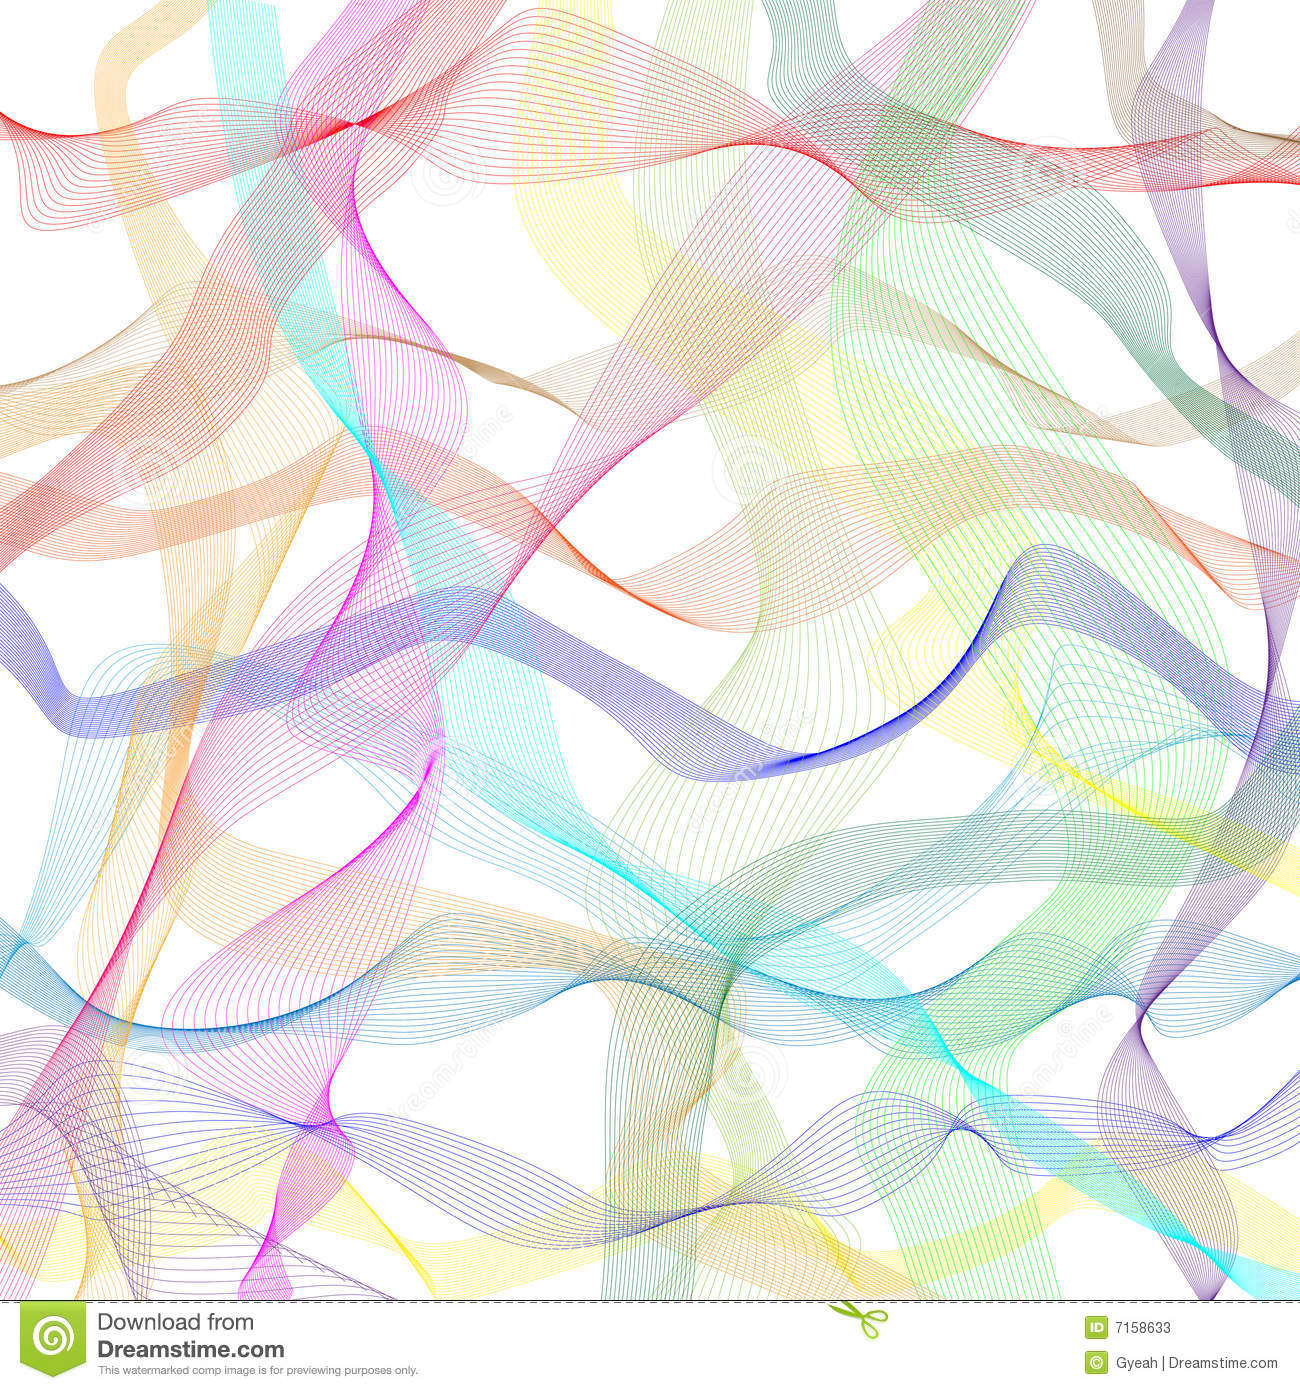 Download from
Dreamstime.com
This watermarked comp image is for previewing purposes only.
ID 7158633
© Gyeah | Dreamstime.com